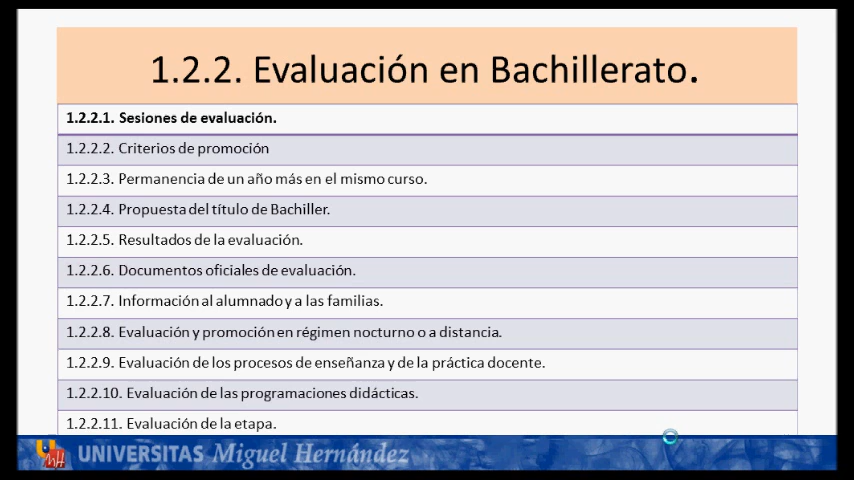 1.2.2. Evaluación en Bachillerato.
1.2.2.1. Sesiones de evaluación.
1.2.2.2. Criterios de promoción
1.2.2.3. Permanencia de un año más en el mismo curso.
1.2.2.4. Propuesta del título de Bachiller.
1.2.2.5. Resultados de la evaluación.
1.2.2.6. Documentos oficiales de evaluación.
1.2.2.7. Información al alumnado y a las familias.
1.2.2.8. Evaluación y promoción en régimen nocturno o a distancia.
1.2.2.9. Evaluación de los procesos de enseñanza y de la práctica docente.
1.2.2.10. Evaluación de las programaciones didácticas.
1.2.2.11. Evaluación de la etapa.
UNIVERSITAS Miguel Hernández